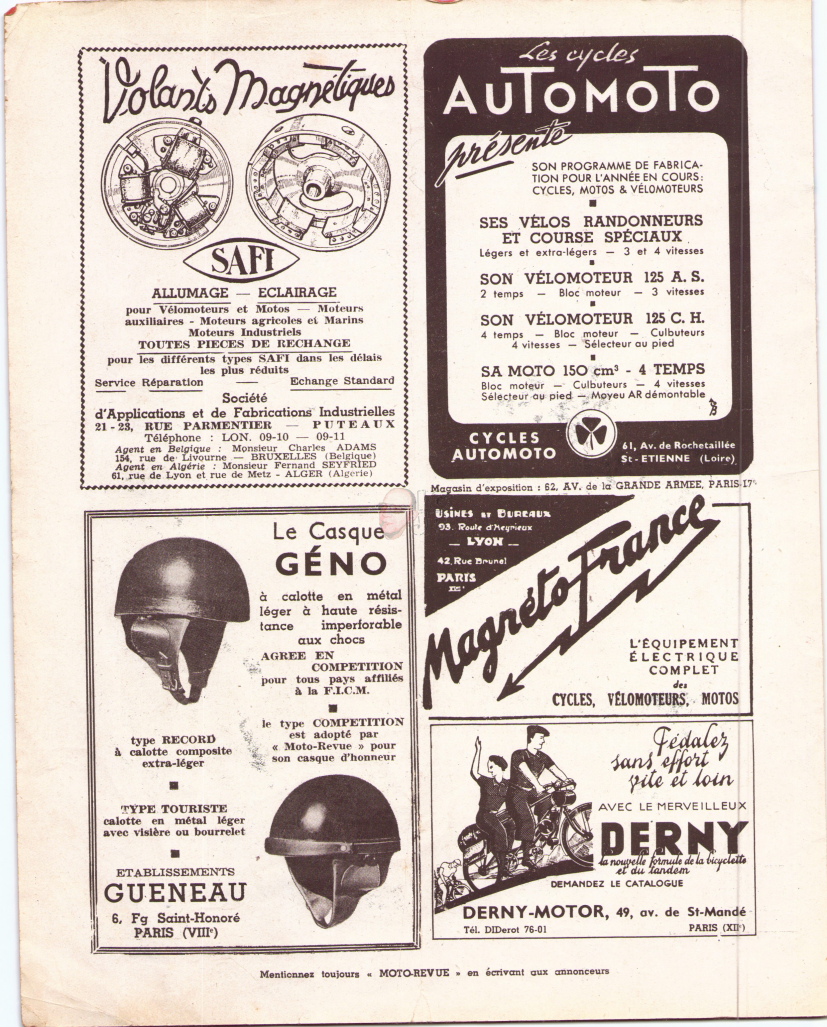 Volants Magnétiques
SAFI
ALLUMAGE — ECLAIRAGE
pour Vélomoteurs et Motos — Moteurs
auxiliaires - Moteurs agricoles et Marins
Moteurs Industriels
TOUTES PIECES DE RECHANGE
pour les différents types SAFI dans les délais
les plus réduits
Service Réparation — Echange Standard
Société
d'Applications et de Fabrications Industrielles
21 - 23, RUE PARMENTIER — PUTEAUX
Téléphone : LON. 09-10 — 09-11
Agent en Belgique : Monsieur Charles ADAMS
154, rue de Livourne — BRUXELLES (Belgique)
Agent en Algérie : Monsieur Fernand SEYFRIED
61, rue de Lyon et rue de Metz - ALGER (Algérie)
Les cycles
AUTOMOTO
présente
SON PROGRAMME DE FABRICA-
TION POUR L'ANNÉE EN COURS :
CYCLES, MOTOS & VÉLOMOTEURS
SES VÉLOS RANDONNEURS
ET COURSE SPÉCIAUX
Légers et extra-légers — 3 et 4 vitesses
SON VÉLOMOTEUR 125 A. S.
2 temps — Bloc moteur — 3 vitesses
SON VÉLOMOTEUR 125 C. H.
4 temps — Bloc moteur — Culbuteurs
4 vitesses — Sélecteur au pied
SA MOTO 150 cm³ - 4 TEMPS
Bloc moteur — Culbuteurs — 4 vitesses
Sélecteur au pied — Moyeu AR démontable
CYCLES
AUTOMOTO
61, Av. de Rochetaillée
St-ETIENNE (Loire)
Magasin d'exposition : 62, AV. de la GRANDE ARMEE, PARIS-17ᵉ
Le Casque
GÉNO
à calotte en métal
léger à haute résis-
tance imperforable
aux chocs
AGREE EN
COMPETITION
pour tous pays affiliés
à la F.I.C.M.
le type COMPETITION
est adopté par
« Moto-Revue » pour
son casque d'honneur
type RECORD
à calotte composite
extra-léger
TYPE TOURISTE
calotte en métal léger
avec visière ou bourrelet
ETABLISSEMENTS
GUENEAU
6, Fg Saint-Honoré
PARIS (VIIIᵉ)
USINES ET BUREAUX
93. Route d'Heyrieux
— LYON —
42, Rue Brunel
PARIS
Magnéto France
L'ÉQUIPEMENT
ÉLECTRIQUE
COMPLET
des
CYCLES, VÉLOMOTEURS, MOTOS
Pédalez
sans effort
vite et loin
AVEC LE MERVEILLEUX
DERNY
la nouvelle formule de la bicyclette
et du tandem
DEMANDEZ LE CATALOGUE
DERNY-MOTOR, 49, av. de St-Mandé
Tél. DIDerot 76-01 PARIS (XIIᵉ)
Mentionnez toujours « MOTO-REVUE » en écrivant aux annonceurs